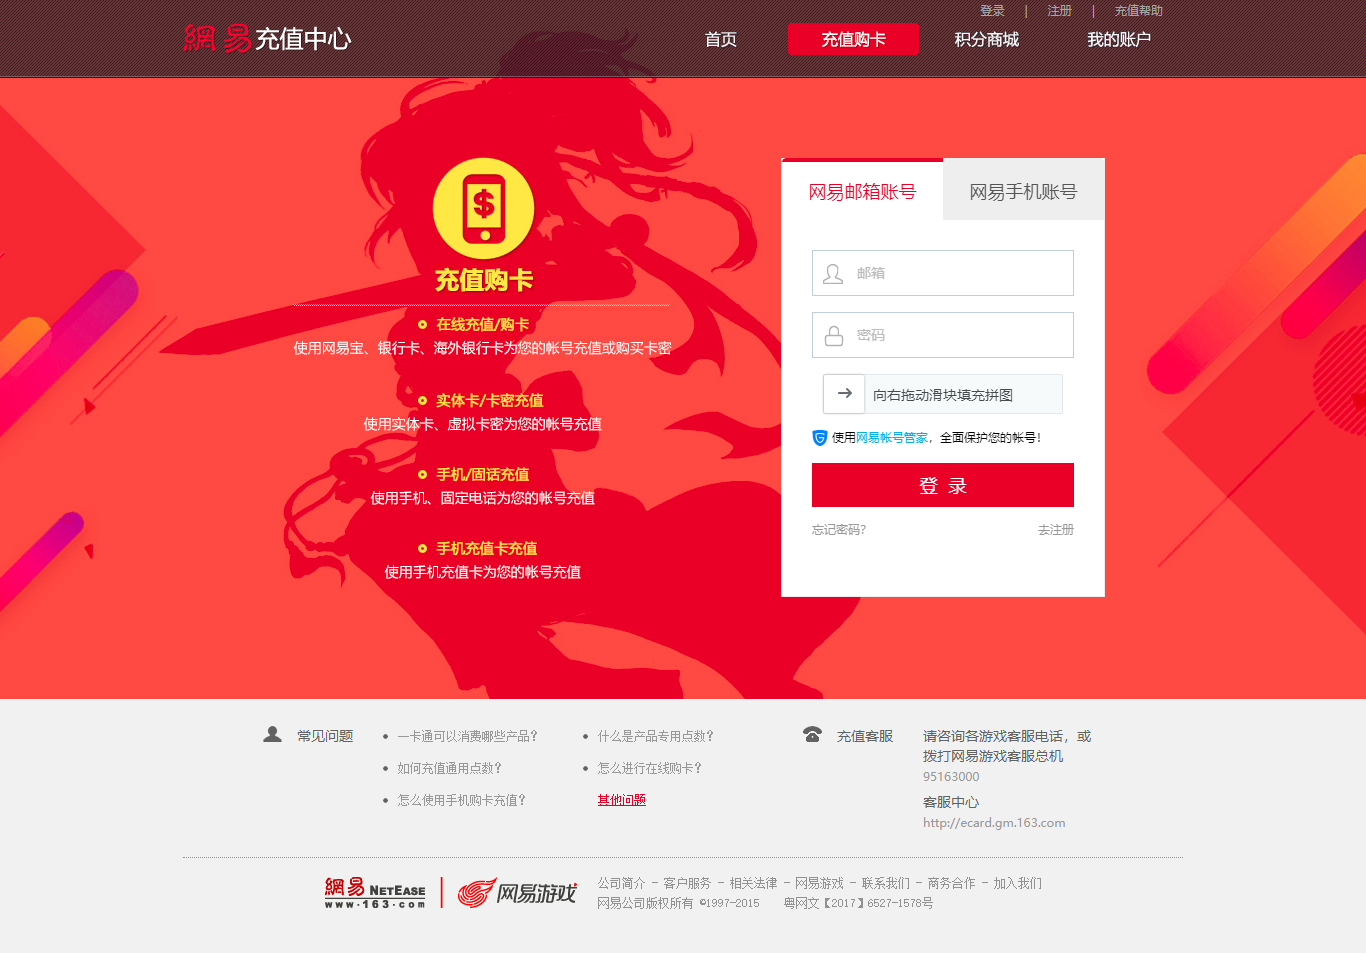 登录 | 注册 | 充值帮助
網易充值中心
首页 充值购卡 积分商城 我的账户
充值购卡
在线充值/购卡
使用网易宝、银行卡、海外银行卡为您的帐号充值或购买卡密
实体卡/卡密充值
使用实体卡、虚拟卡密为您的帐号充值
手机/固话充值
使用手机、固定电话为您的帐号充值
手机充值卡充值
使用手机充值卡为您的帐号充值
网易邮箱账号 网易手机账号
邮箱
密码
向右拖动滑块填充拼图
使用网易帐号管家，全面保护您的帐号！
登 录
忘记密码? 去注册
常见问题
一卡通可以消费哪些产品？
如何充值通用点数？
怎么使用手机购卡充值？
什么是产品专用点数？
怎么进行在线购卡？
其他问题
充值客服
请咨询各游戏客服电话，或
拨打网易游戏客服总机
95163000
客服中心
http://ecard.gm.163.com
網易 NETEASE
www.163.com
网易游戏
公司简介 - 客户服务 - 相关法律 - 网易游戏 - 联系我们 - 商务合作 - 加入我们
网易公司版权所有 ©1997-2015 粤网文【2017】6527-1578号